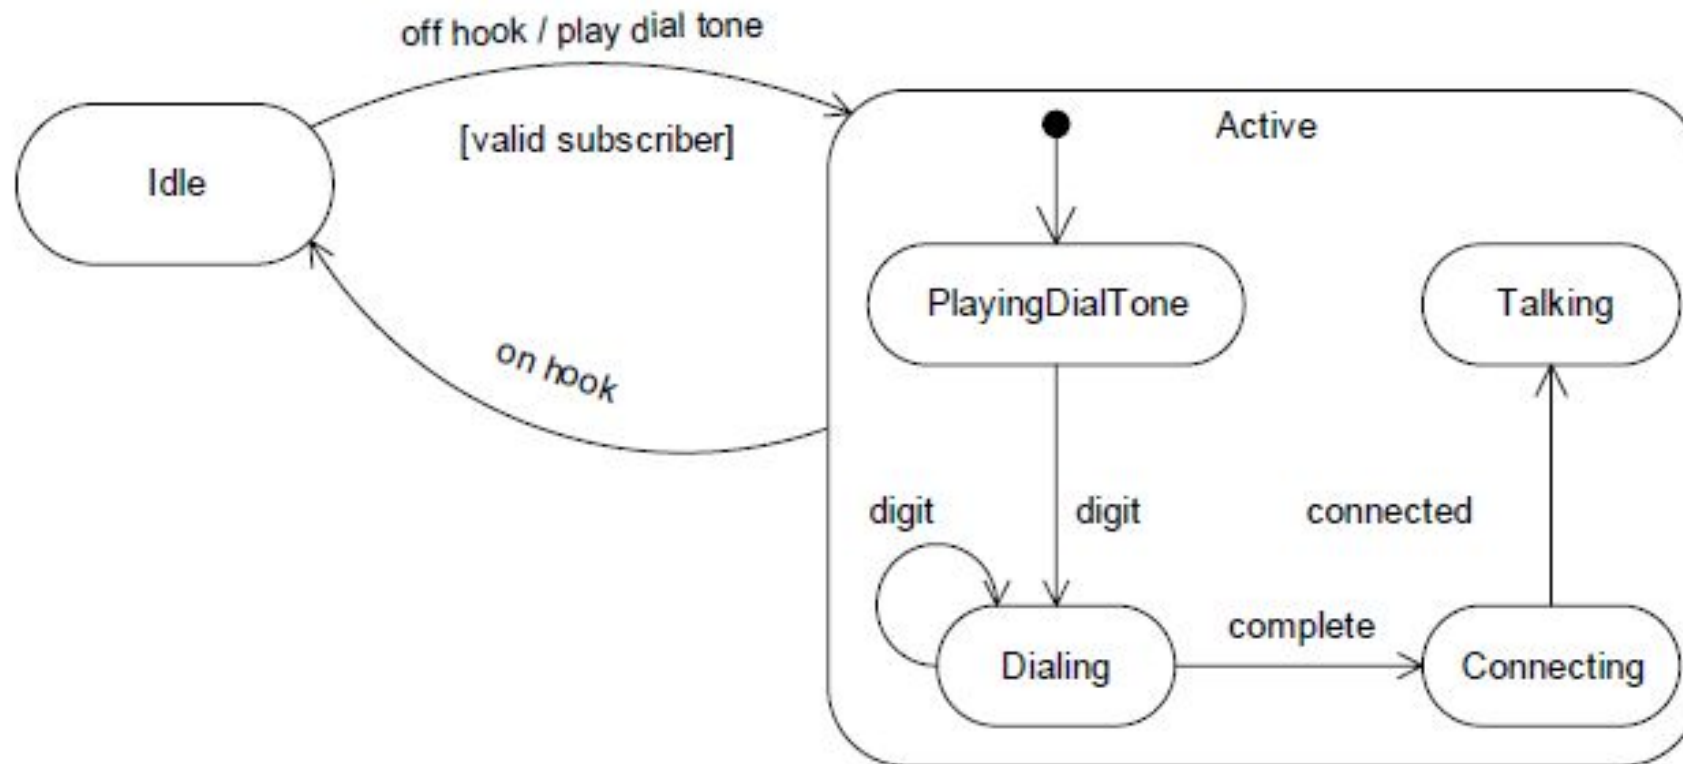 off hook / play dial tone
[valid subscriber]
Idle
Active
PlayingDialTone
Talking
on hook
digit
digit
connected
complete
Dialing
Connecting